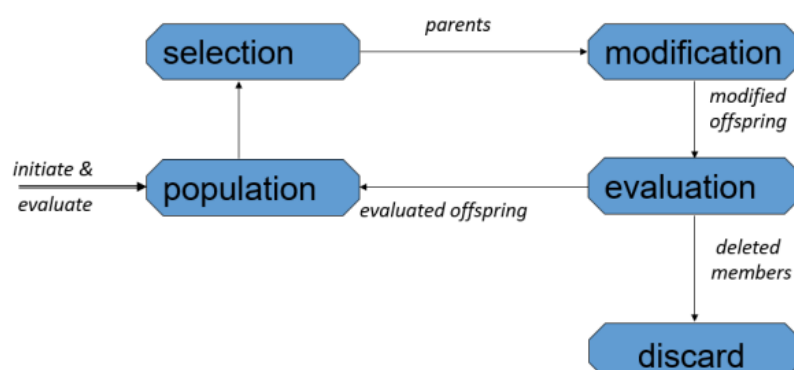 parents
selection
modification
modified
offspring
initiate &
evaluate
population
evaluated offspring
evaluation
deleted
members
discard